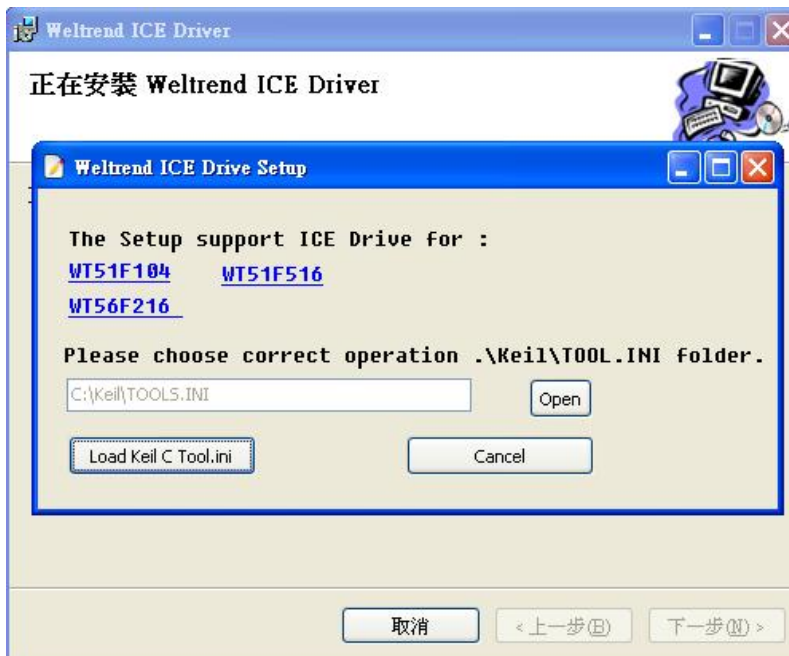 Weltrend ICE Driver
正在安裝 Weltrend ICE Driver
Weltrend ICE Drive Setup
The Setup support ICE Drive for :
WT51F104 WT51F516
WT56F216
Please choose correct operation .\Keil\TOOL.INI folder.
C:\Keil\TOOLS.INI Open
Load Keil C Tool.ini Cancel
取消 <上一步(B) 下一步(N) >